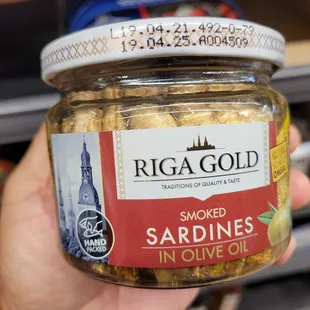 L19.04.21.492-0-79
19.04.25.A004509
RIGA GOLD
TRADITIONS OF QUALITY & TASTE
SMOKED
SARDINES
IN OLIVE OIL
HAND
PACKED